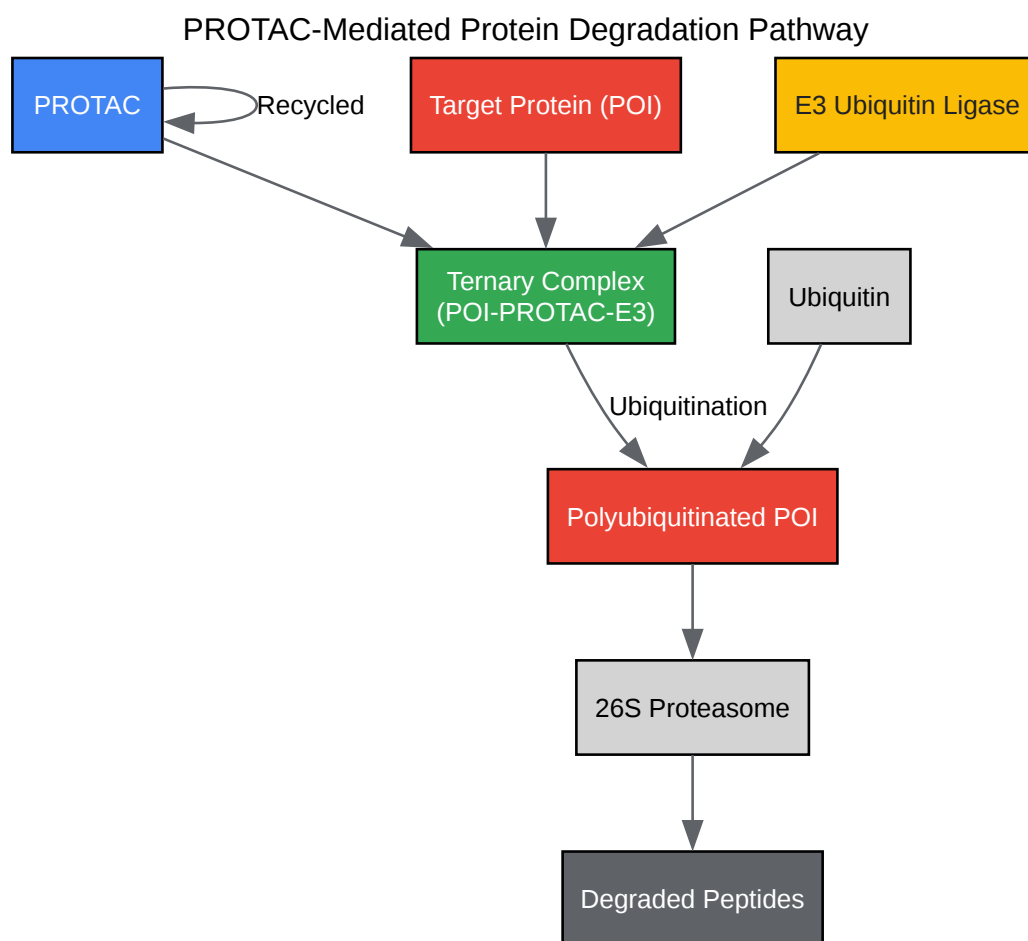 PROTAC-Mediated Protein Degradation Pathway
PROTAC
Recycled
Target Protein (POI)
E3 Ubiquitin Ligase
Ternary Complex
(POI-PROTAC-E3)
Ubiquitin
Ubiquitination
Polyubiquitinated POI
26S Proteasome
Degraded Peptides